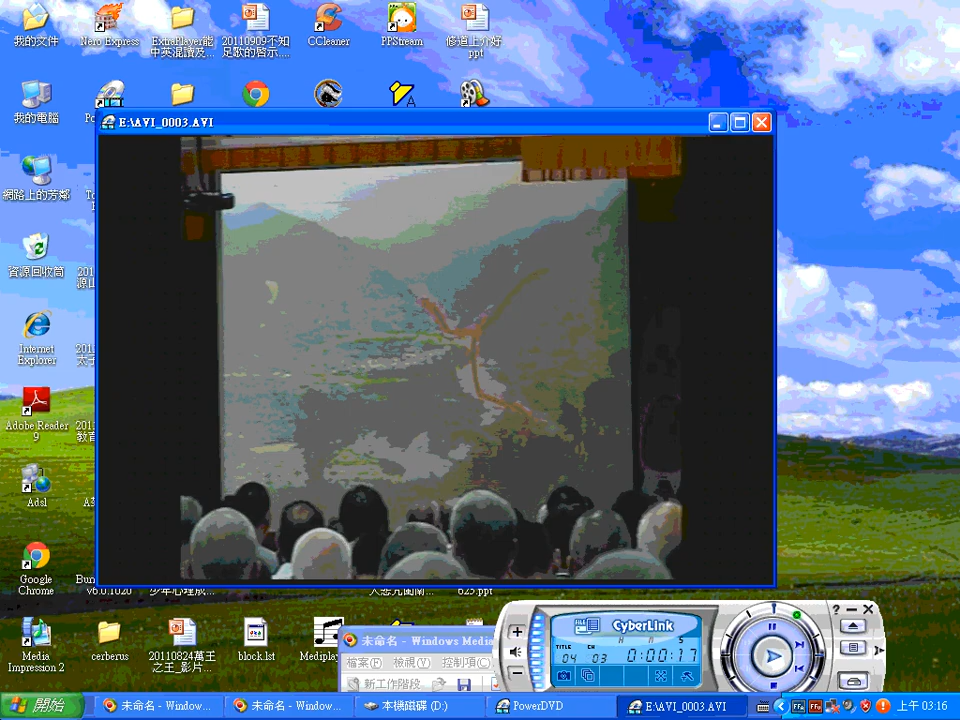 我的文件
Nero Express
ExtraPlayer能
中英混讀及...
20110909不知
足歌的啓示....
CCleaner
PPStream
修道上介好
ppt
我的電腦
E:\AVI_0003.AVI
網路上的芳鄰
資源回收筒
Internet
Explorer
Adobe Reader
9
Adsl
Google
Chrome
v6.0.1020
623.ppt
Media
Impression 2
cerberus
20110824萬王
之王_影片...
block.lst
未命名 - Windows Media
檔案(F)
檢視(V)
控制項(C)
新工作階段
CyberLink
H M S
TITLE
CH
04 03 0:00:17
開始
未命名 - Window...
未命名 - Window...
本機磁碟 (D:)
PowerDVD
E:\AVI_0003.AVI
上午 03:16